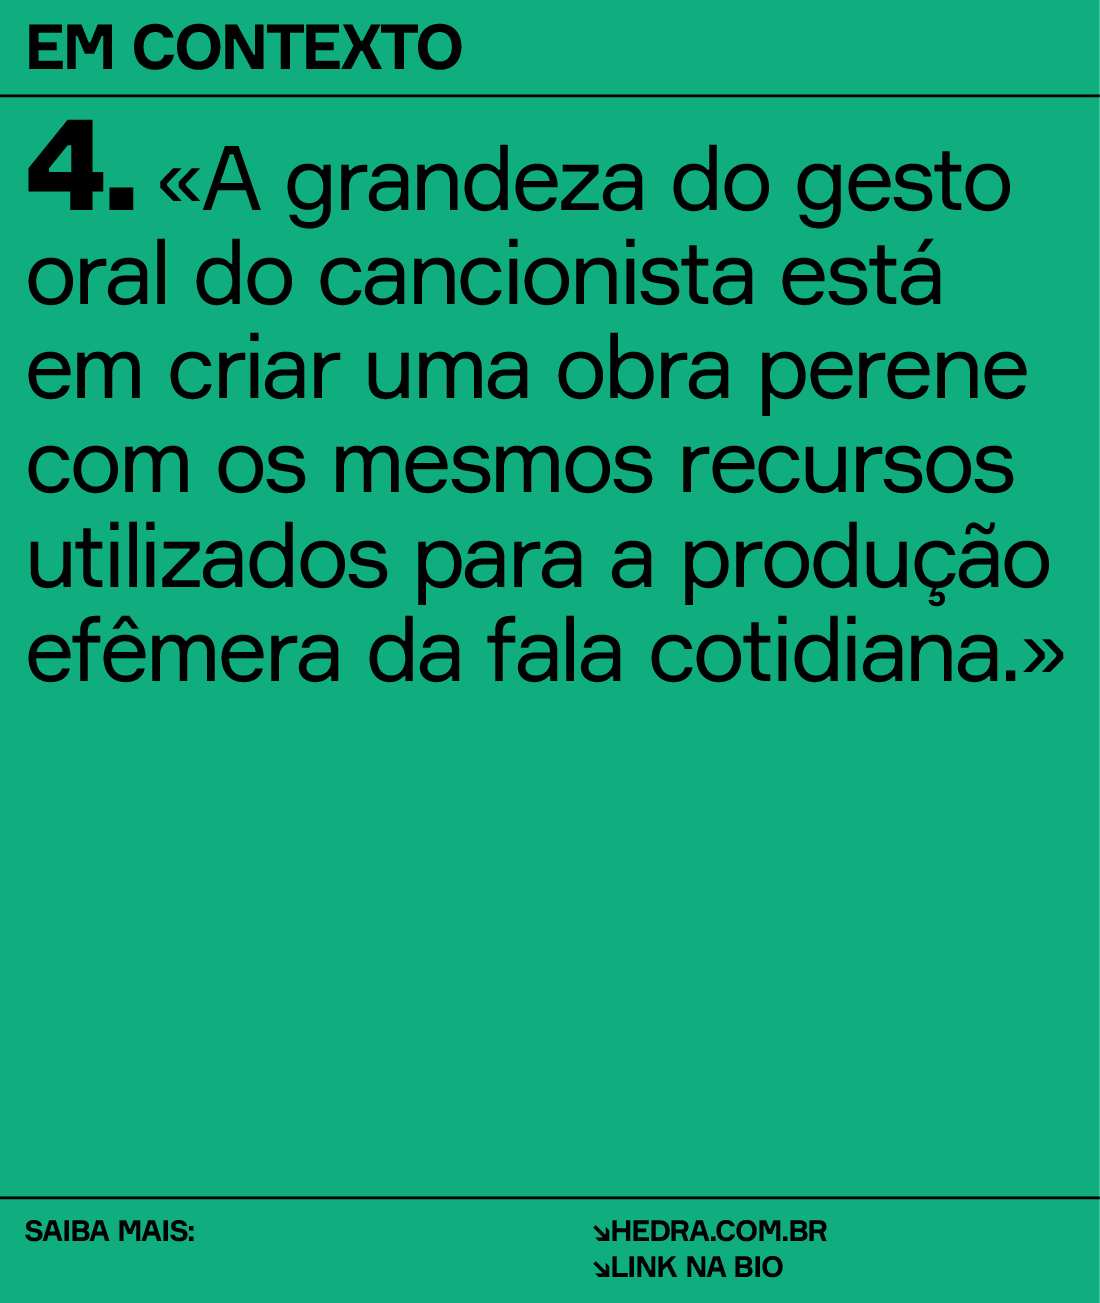 EM CONTEXTO
4. «A grandeza do gesto
oral do cancionista está
em criar uma obra perene
com os mesmos recursos
utilizados para a produção
efêmera da fala cotidiana.»
SAIBA MAIS:
↘HEDRA.COM.BR
↘LINK NA BIO